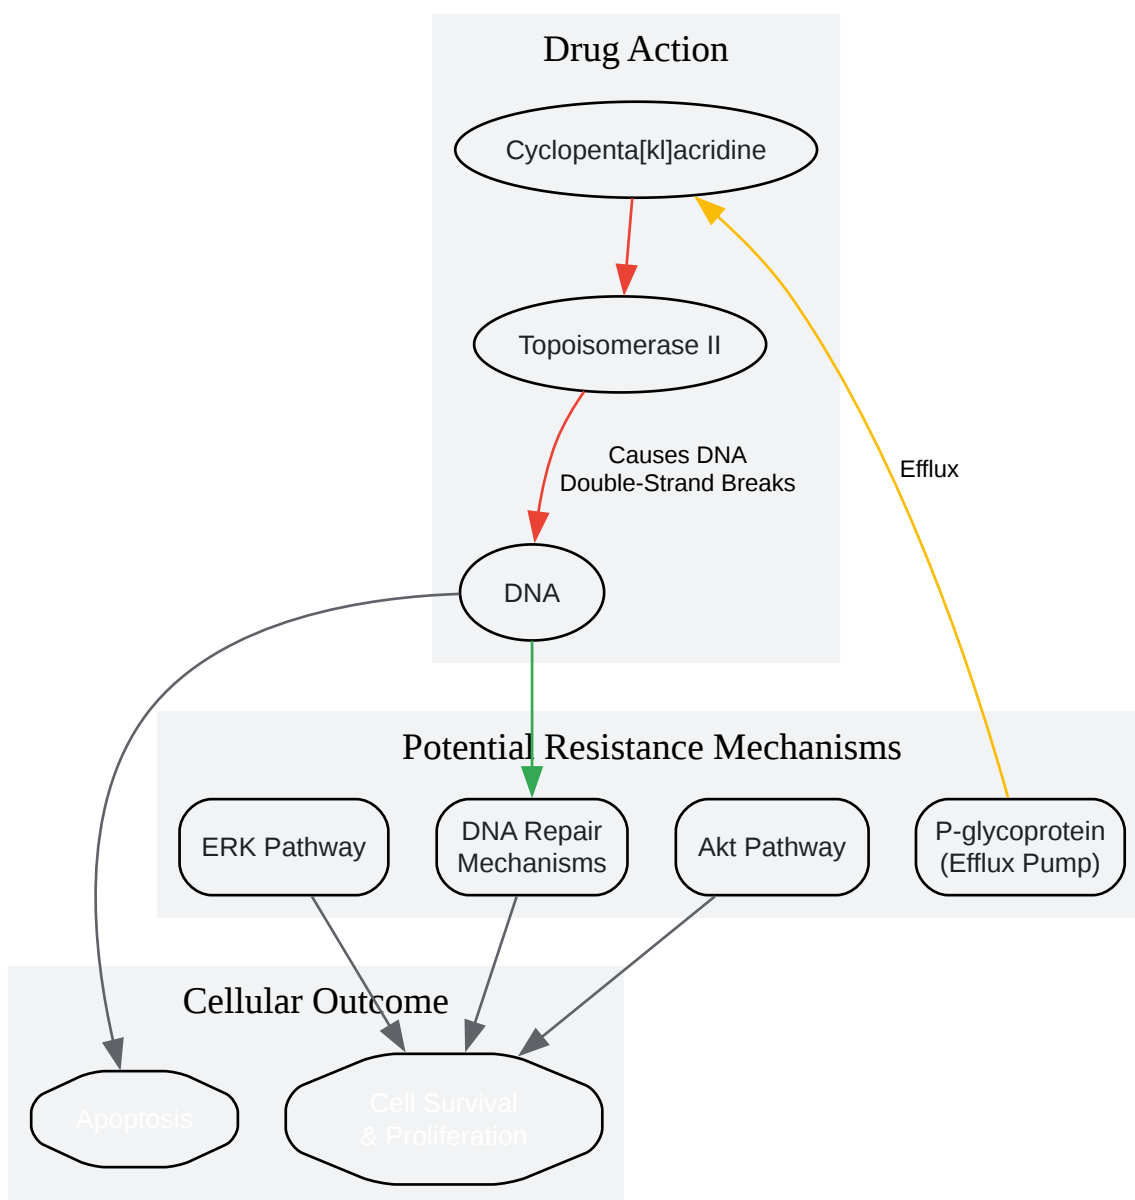 Drug Action
Cyclopenta[kl]acridine
Topoisomerase II
Causes DNA
Double-Strand Breaks
Efflux
DNA
Potential Resistance Mechanisms
ERK Pathway
DNA Repair
Mechanisms
Akt Pathway
P-glycoprotein
(Efflux Pump)
Cellular Outcome
Apoptosis
Cell Survival
& Proliferation